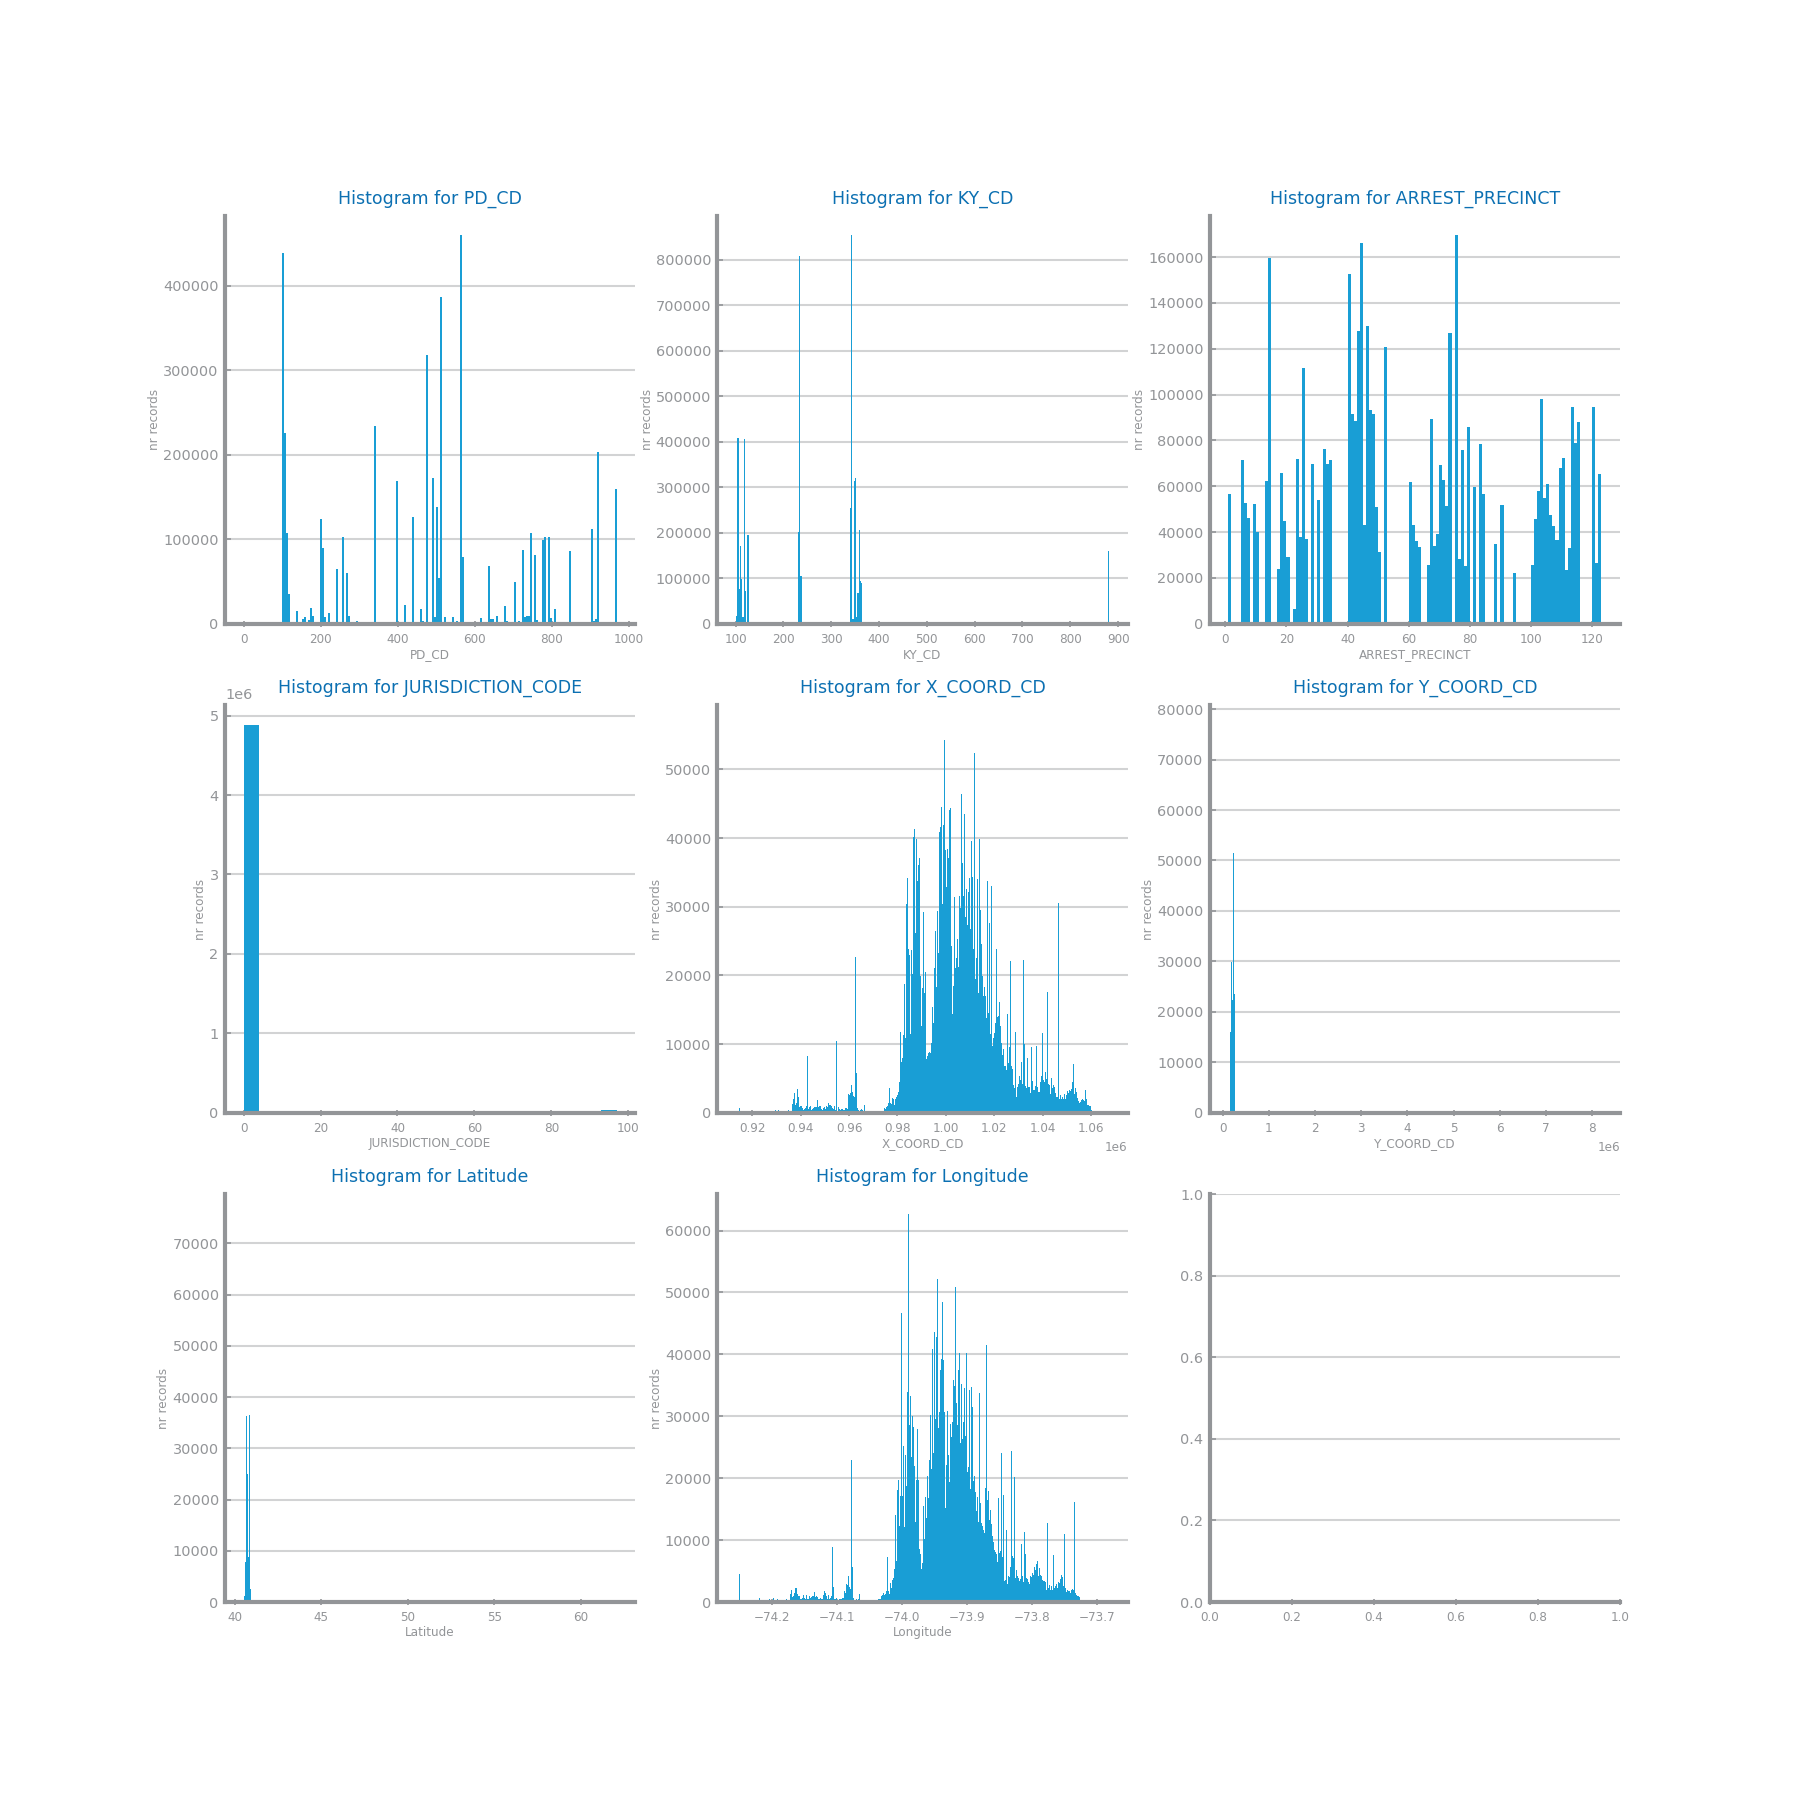 Histogram for PD_CD
400000
300000
200000
100000
0
nr records
0 200 400 600 800 1000
PD_CD
Histogram for KY_CD
800000
700000
600000
500000
400000
300000
200000
100000
0
nr records
100 200 300 400 500 600 700 800 900
KY_CD
Histogram for ARREST_PRECINCT
160000
140000
120000
100000
80000
60000
40000
20000
0
nr records
0 20 40 60 80 100 120
ARREST_PRECINCT
Histogram for JURISDICTION_CODE
1e6
5
4
3
2
1
0
nr records
0 20 40 60 80 100
JURISDICTION_CODE
Histogram for X_COORD_CD
50000
40000
30000
20000
10000
0
nr records
0.92 0.94 0.96 0.98 1.00 1.02 1.04 1.06
X_COORD_CD
1e6
Histogram for Y_COORD_CD
80000
70000
60000
50000
40000
30000
20000
10000
0
nr records
0 1 2 3 4 5 6 7 8
Y_COORD_CD
1e6
Histogram for Latitude
70000
60000
50000
40000
30000
20000
10000
0
nr records
40 45 50 55 60
Latitude
Histogram for Longitude
60000
50000
40000
30000
20000
10000
0
nr records
−74.2 −74.1 −74.0 −73.9 −73.8 −73.7
Longitude
1.0
0.8
0.6
0.4
0.2
0.0
0.0 0.2 0.4 0.6 0.8 1.0